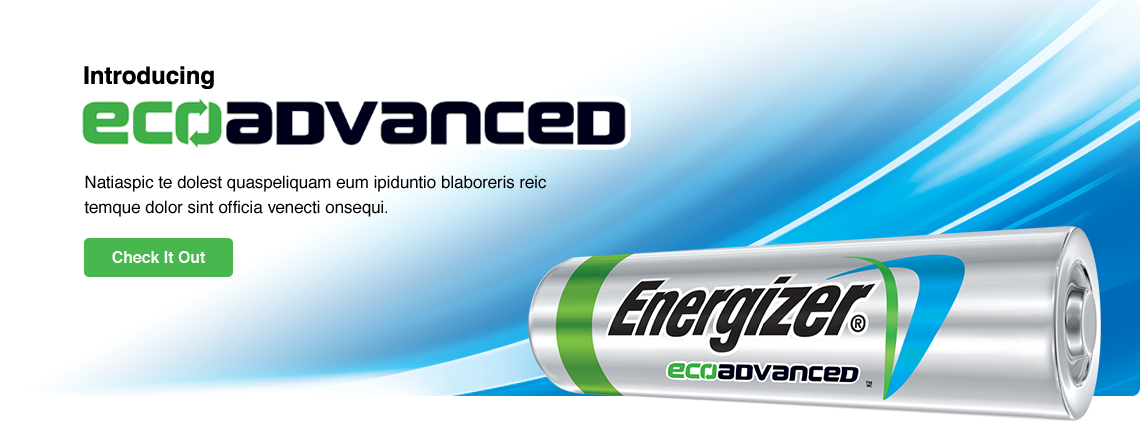 Introducing
ecoadvanced
Natiaspic te dolest quaspeliquam eum ipiduntio blaboreris reic
temque dolor sint officia venecti onsequi.
Check It Out
Energizer®
ecoadvanced™